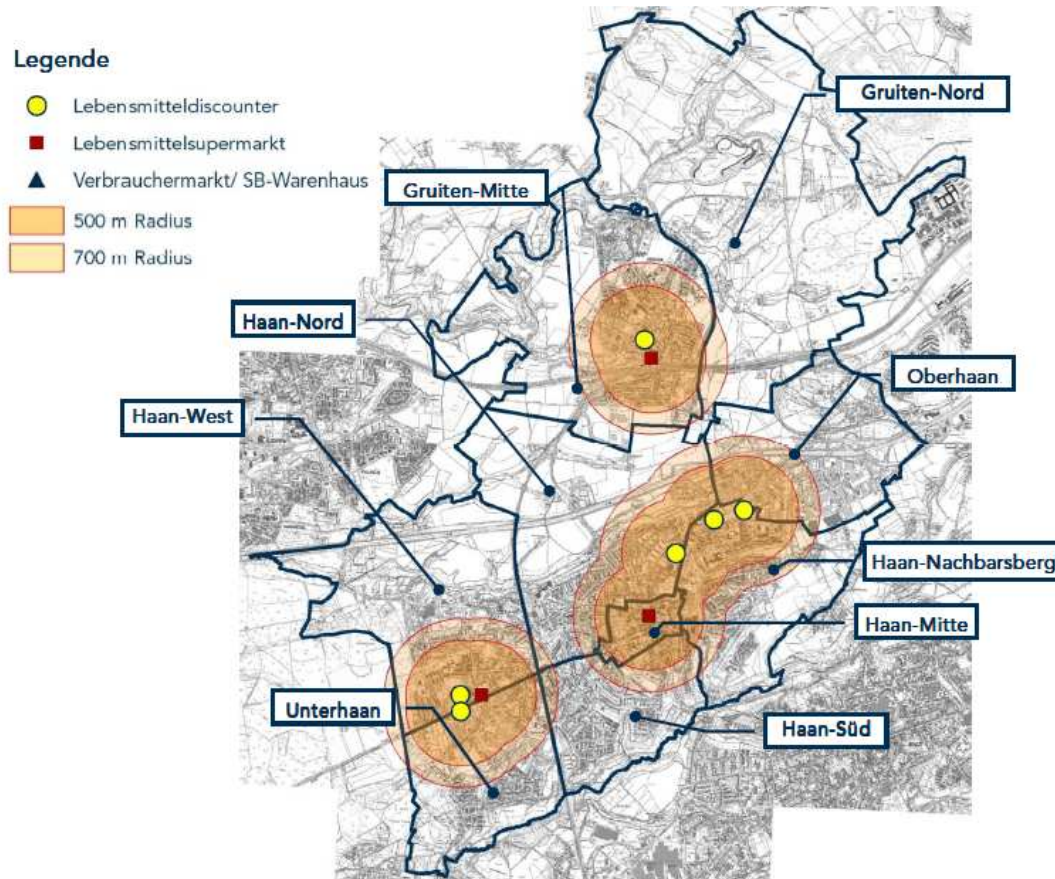 Legende
Lebensmitteldiscounter
Lebensmittelsupermarkt
Verbrauchermarkt/ SB-Warenhaus
500 m Radius
700 m Radius
Gruiten-Nord
Gruiten-Mitte
Haan-Nord
Oberhaan
Haan-West
Haan-Nachbarsberg
Haan-Mitte
Unterhaan
Haan-Süd